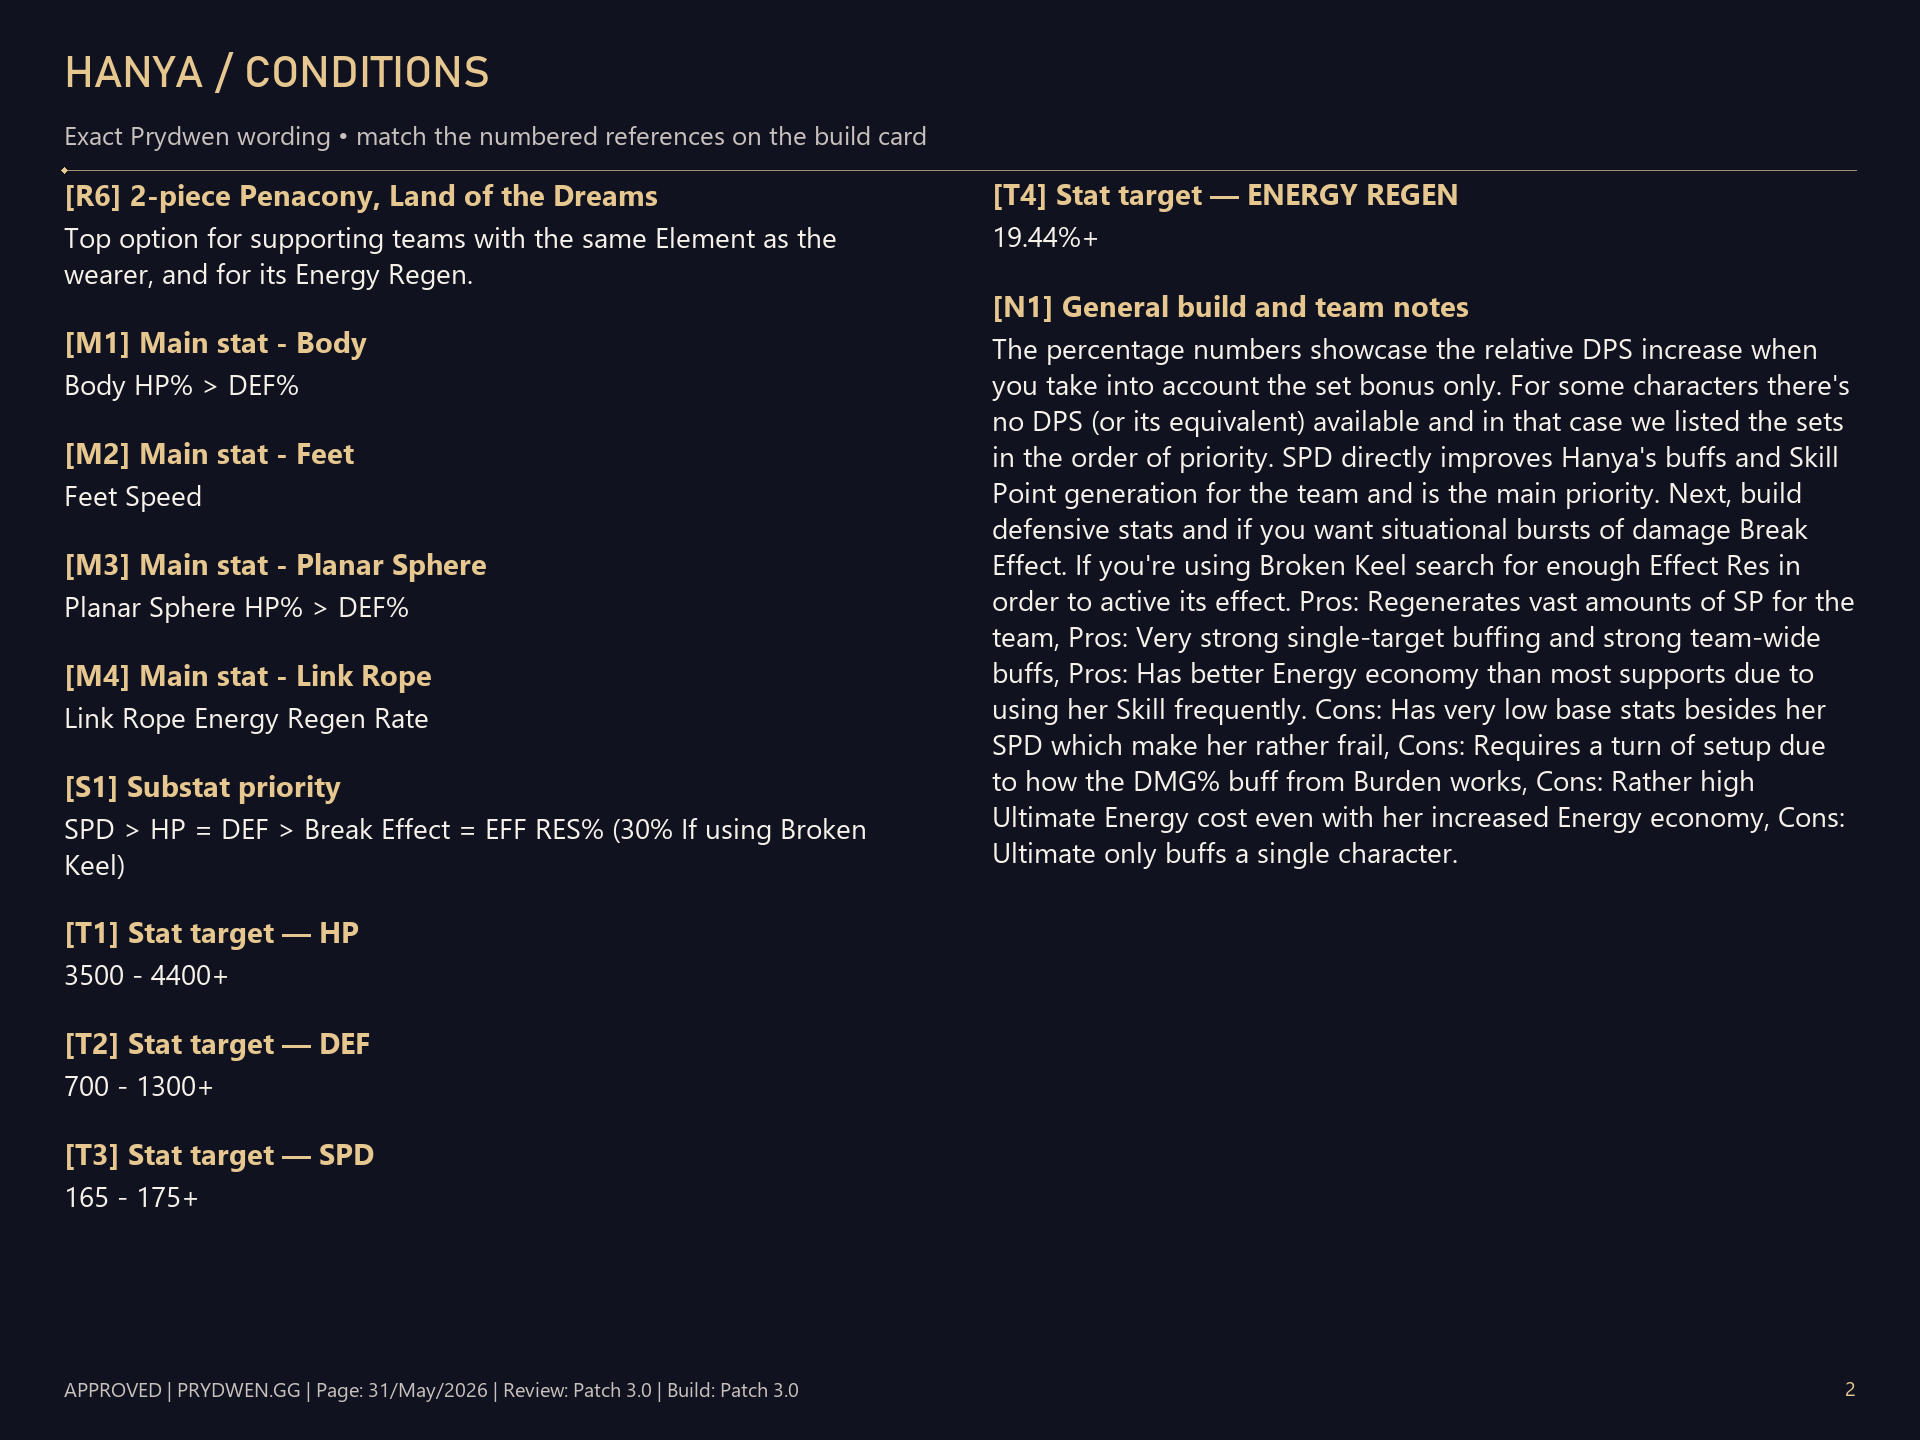 HANYA / CONDITIONS
Exact Prydwen wording • match the numbered references on the build card
[R6] 2-piece Penacony, Land of the Dreams
Top option for supporting teams with the same Element as the
wearer, and for its Energy Regen.
[M1] Main stat - Body
Body HP% > DEF%
[M2] Main stat - Feet
Feet Speed
[M3] Main stat - Planar Sphere
Planar Sphere HP% > DEF%
[M4] Main stat - Link Rope
Link Rope Energy Regen Rate
[S1] Substat priority
SPD > HP = DEF > Break Effect = EFF RES% (30% If using Broken
Keel)
[T1] Stat target — HP
3500 - 4400+
[T2] Stat target — DEF
700 - 1300+
[T3] Stat target — SPD
165 - 175+
[T4] Stat target — ENERGY REGEN
19.44%+
[N1] General build and team notes
The percentage numbers showcase the relative DPS increase when
you take into account the set bonus only. For some characters there's
no DPS (or its equivalent) available and in that case we listed the sets
in the order of priority. SPD directly improves Hanya's buffs and Skill
Point generation for the team and is the main priority. Next, build
defensive stats and if you want situational bursts of damage Break
Effect. If you're using Broken Keel search for enough Effect Res in
order to active its effect. Pros: Regenerates vast amounts of SP for the
team, Pros: Very strong single-target buffing and strong team-wide
buffs, Pros: Has better Energy economy than most supports due to
using her Skill frequently. Cons: Has very low base stats besides her
SPD which make her rather frail, Cons: Requires a turn of setup due
to how the DMG% buff from Burden works, Cons: Rather high
Ultimate Energy cost even with her increased Energy economy, Cons:
Ultimate only buffs a single character.
APPROVED | PRYDWEN.GG | Page: 31/May/2026 | Review: Patch 3.0 | Build: Patch 3.0
2